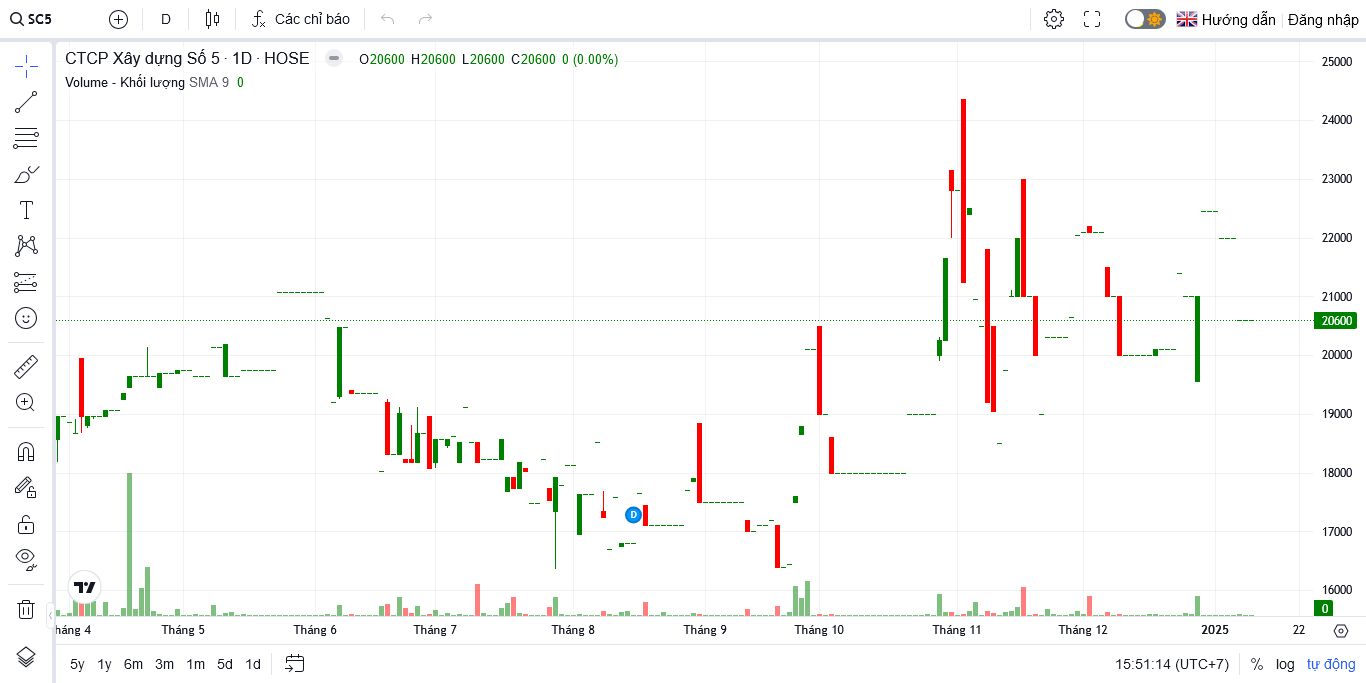 SC5 D Các chỉ báo Hướng dẫn Đăng nhập
CTCP Xây dựng Số 5 · 1D · HOSE O20600 H20600 L20600 C20600 0 (0.00%)
Volume - Khối lượng SMA 9 0
25000
24000
23000
22000
21000
20600
20000
19000
18000
17000
16000
0
D
T
háng 4 Tháng 5 Tháng 6 Tháng 7 Tháng 8 Tháng 9 Tháng 10 Tháng 11 Tháng 12 2025 22
5y 1y 6m 3m 1m 5d 1d 15:51:14 (UTC+7) % log tự động